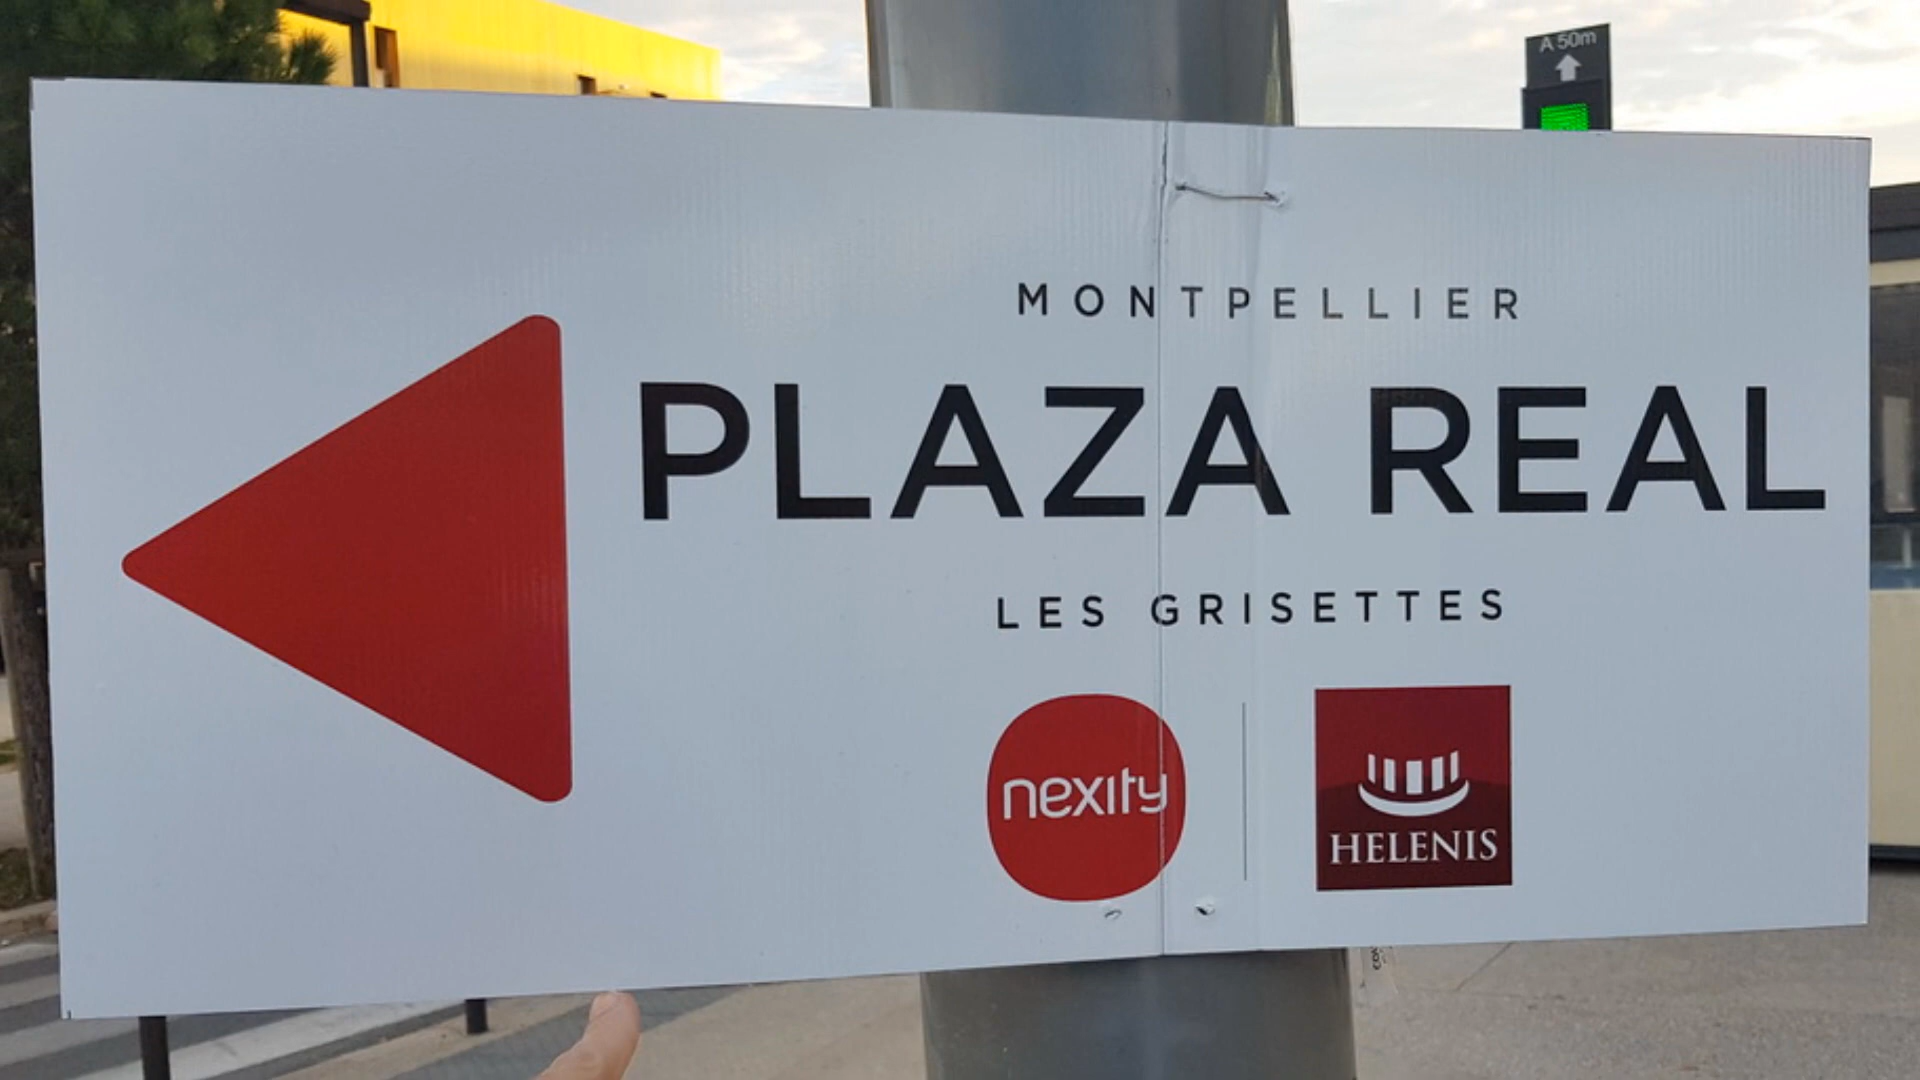 A 50m
MONTPELLIER
PLAZA REAL
LES GRISETTES
nexity
HELENIS